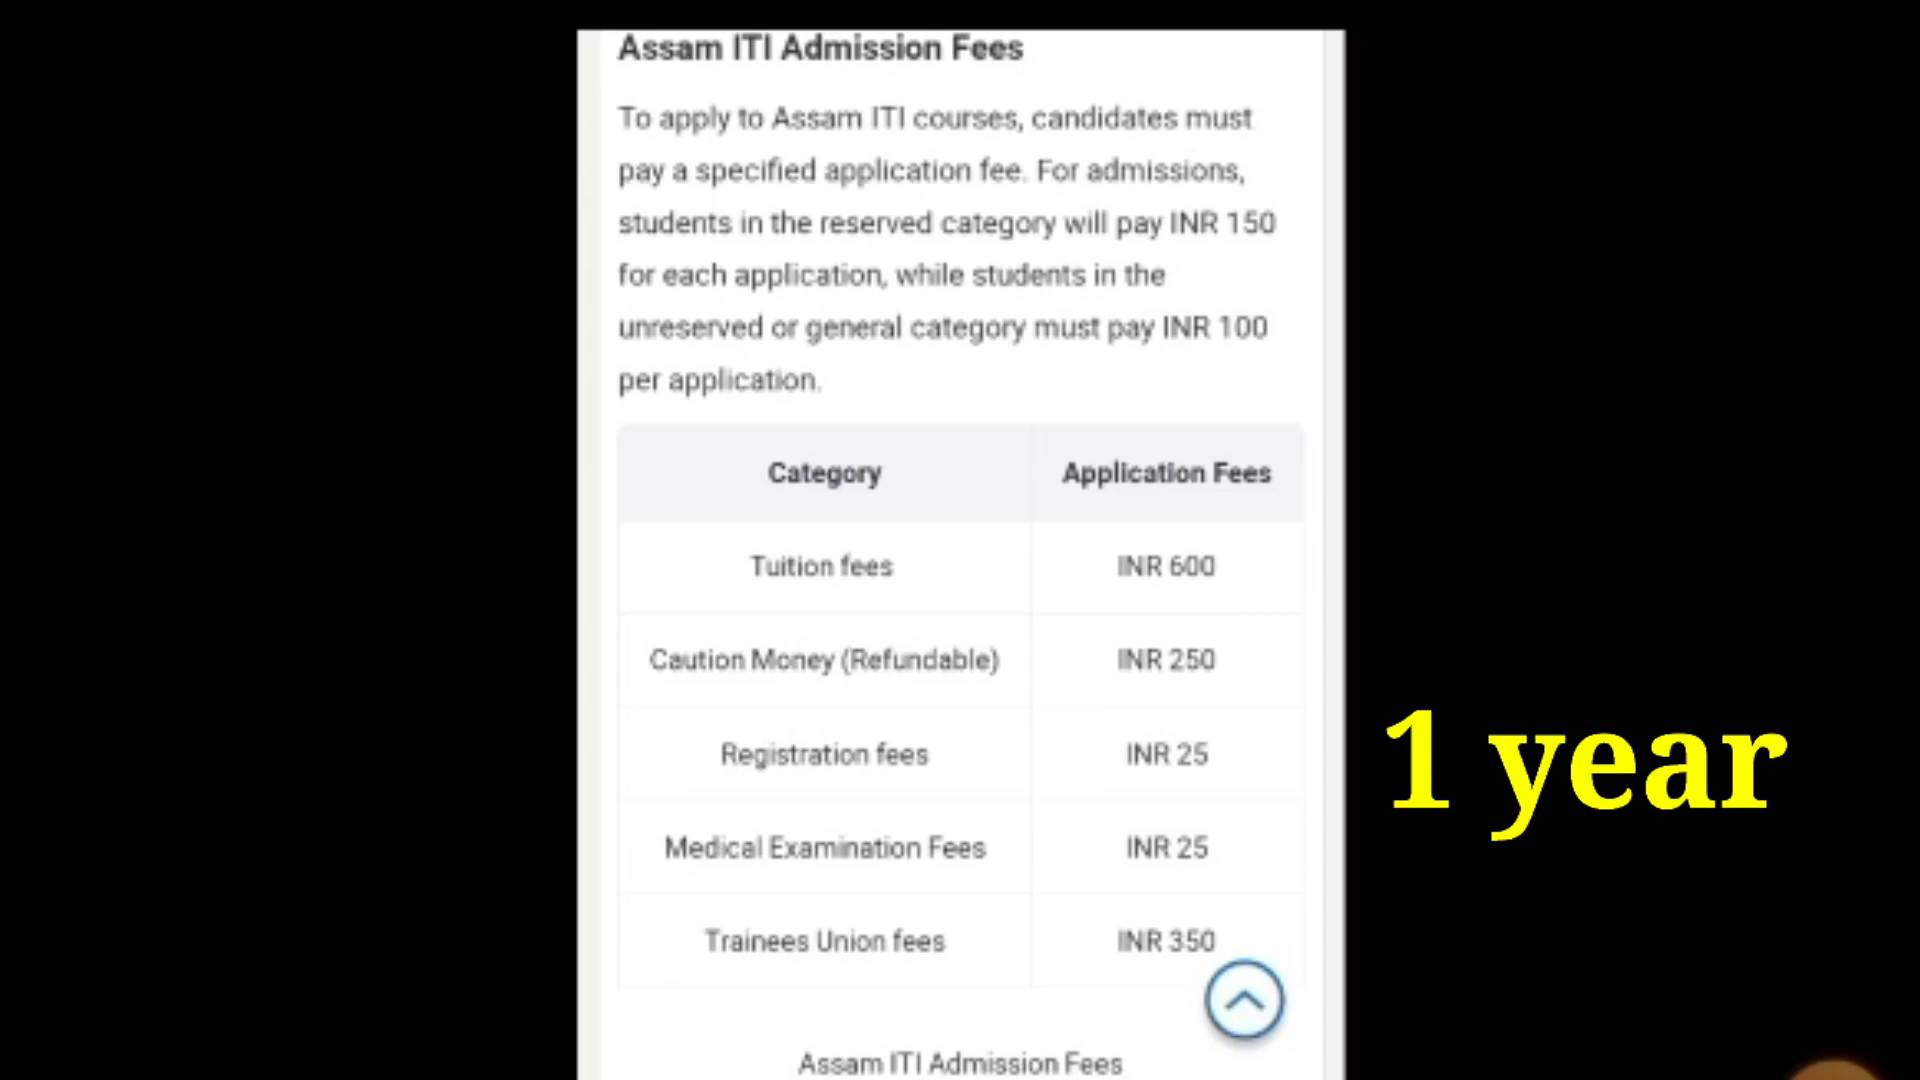 Assam ITI Admission Fees
To apply to Assam ITI courses, candidates must
pay a specified application fee. For admissions,
students in the reserved category will pay INR 150
for each application, while students in the
unreserved or general category must pay INR 100
per application.
Category Application Fees
Tuition fees INR 600
Caution Money (Refundable) INR 250
Registration fees INR 25
Medical Examination Fees INR 25
Trainees Union fees INR 350
Assam ITI Admission Fees
1 year